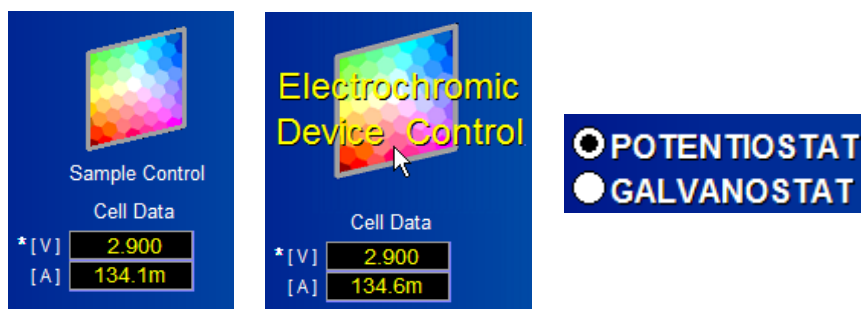 Sample Control
Cell Data
*[V] 2.900
[A] 134.1m
Electrochromic
Device Control
Cell Data
*[V] 2.900
[A] 134.6m
POTENTIOSTAT
GALVANOSTAT